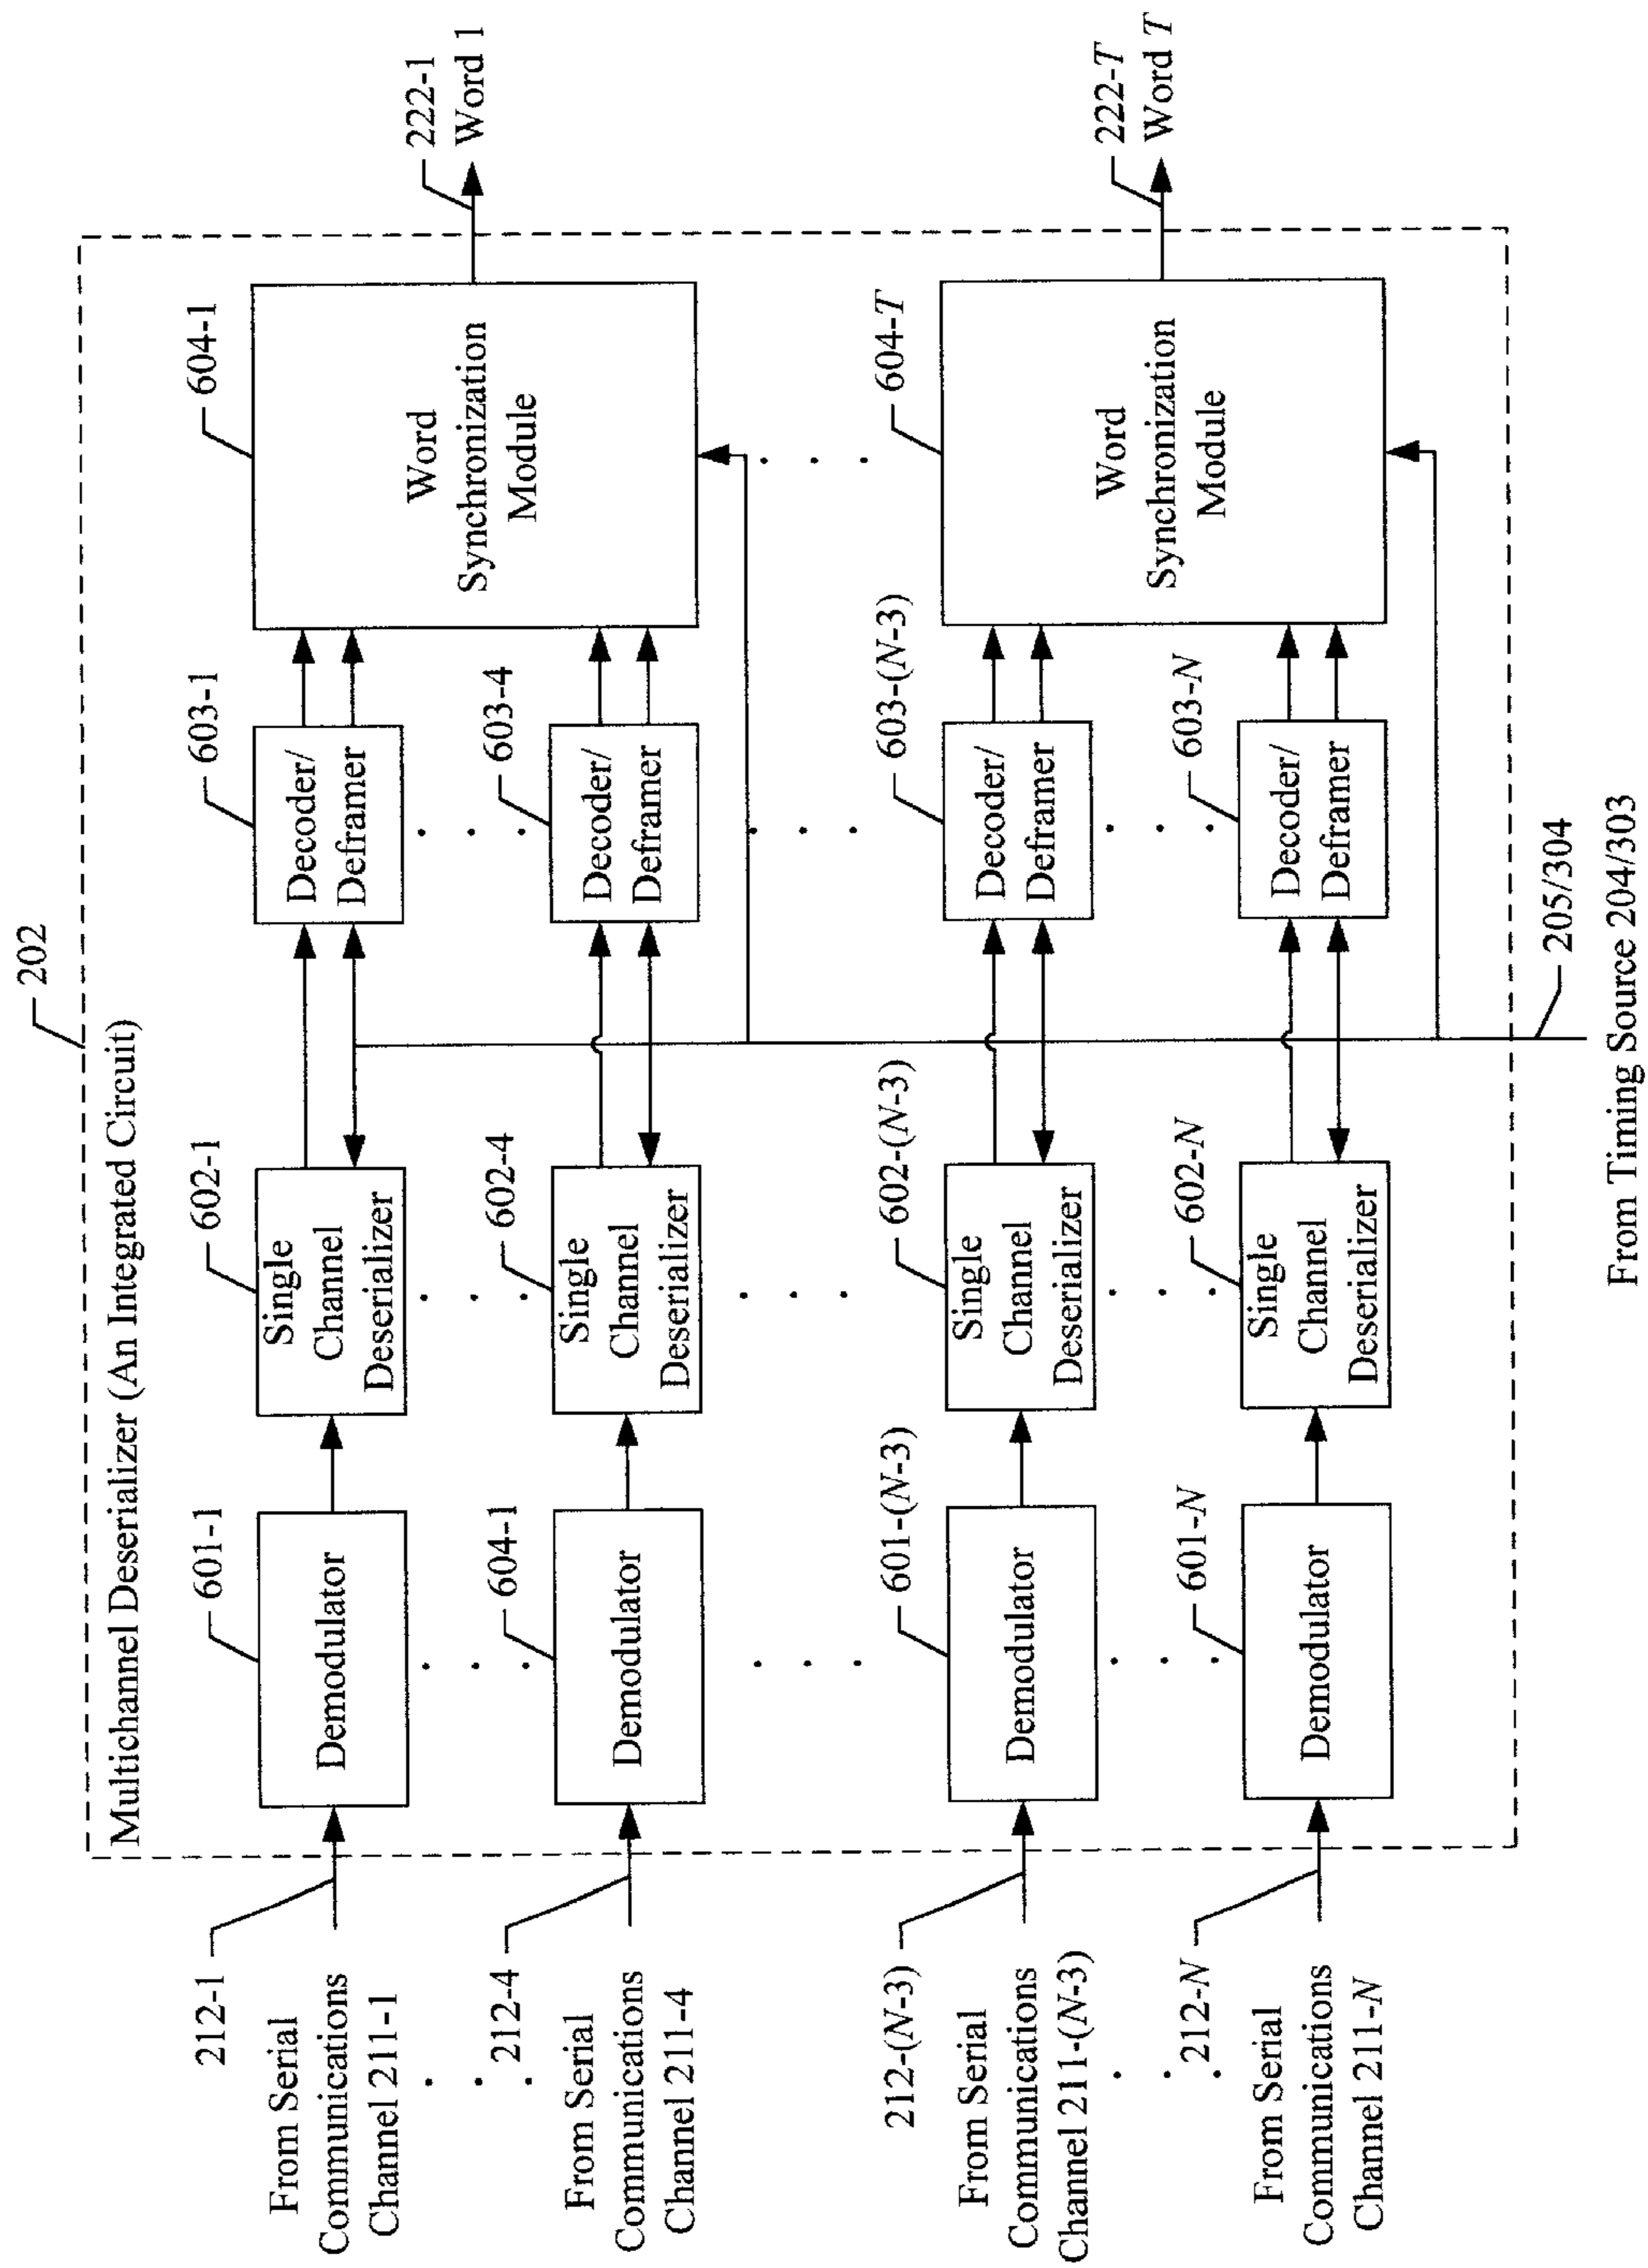 202
Multichannel Deserializer (An Integrated Circuit)
212-1
From Serial
Communications
Channel 211-1
601-1
Demodulator
602-1
Single
Channel
Deserializer
603-1
Decoder/
Deframer
604-1
Word
Synchronization
Module
222-1
Word 1
212-4
From Serial
Communications
Channel 211-4
604-1
Demodulator
602-4
Single
Channel
Deserializer
603-4
Decoder/
Deframer
212-(N-3)
From Serial
Communications
Channel 211-(N-3)
601-(N-3)
Demodulator
602-(N-3)
Single
Channel
Deserializer
603-(N-3)
Decoder/
Deframer
604-T
Word
Synchronization
Module
222-T
Word T
212-N
From Serial
Communications
Channel 211-N
601-N
Demodulator
602-N
Single
Channel
Deserializer
603-N
Decoder/
Deframer
205/304
From Timing Source 204/303